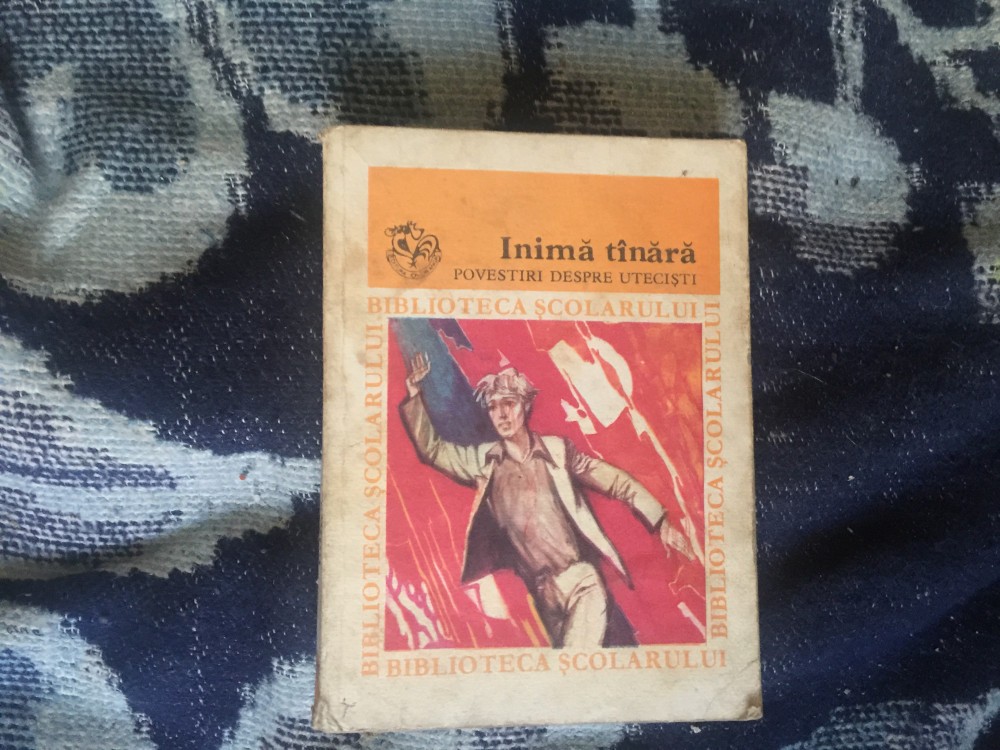 Inimă tînără
POVESTIRI DESPRE UTECIȘTI
BIBLIOTECA ȘCOLARULUI
BIBLIOTECA ȘCOLARULUI
BIBLIOTECA ȘCOLARULUI
BIBLIOTECA ȘCOLARULUI